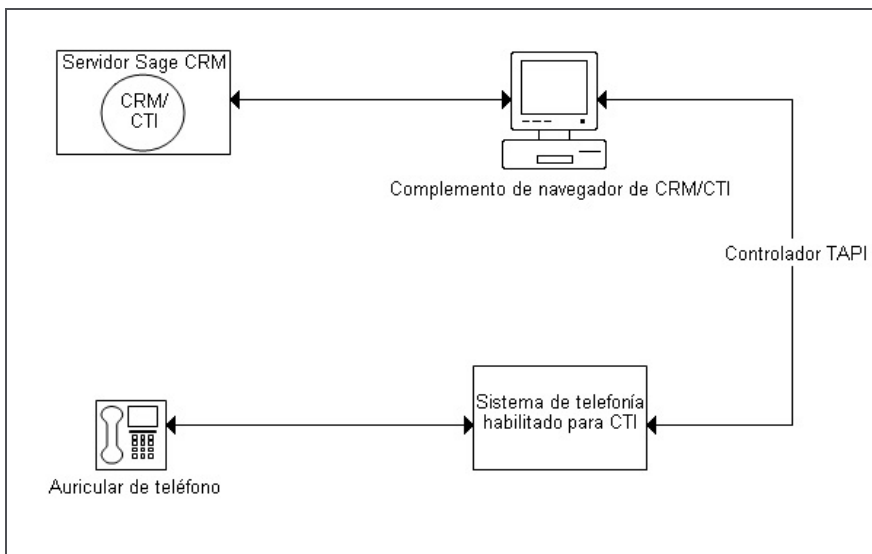 Servidor Sage CRM
CRM/
CTI
Complemento de navegador de CRM/CTI
Controlador TAPI
Sistema de telefonía
habilitado para CTI
Auricular de teléfono